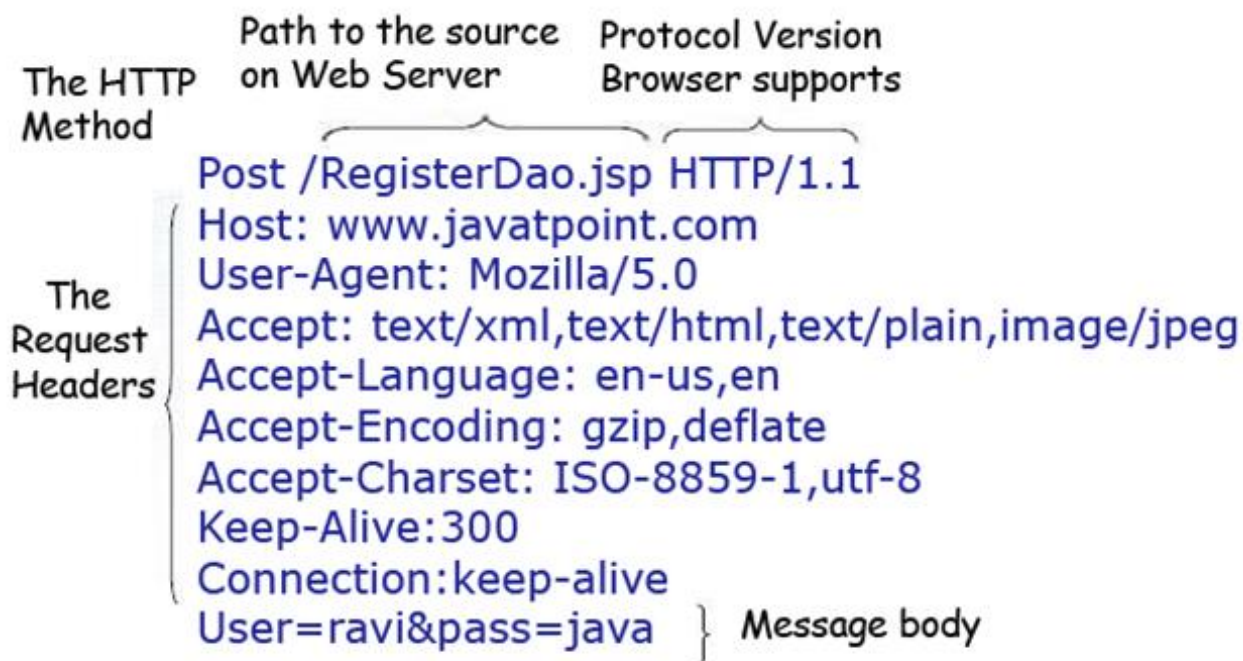 Path to the source
on Web Server
Protocol Version
Browser supports
The HTTP
Method
Post /RegisterDao.jsp HTTP/1.1
Host: www.javatpoint.com
User-Agent: Mozilla/5.0
Accept: text/xml,text/html,text/plain,image/jpeg
Accept-Language: en-us,en
Accept-Encoding: gzip,deflate
Accept-Charset: ISO-8859-1,utf-8
Keep-Alive:300
Connection:keep-alive
The
Request
Headers
User=ravi&pass=java
Message body